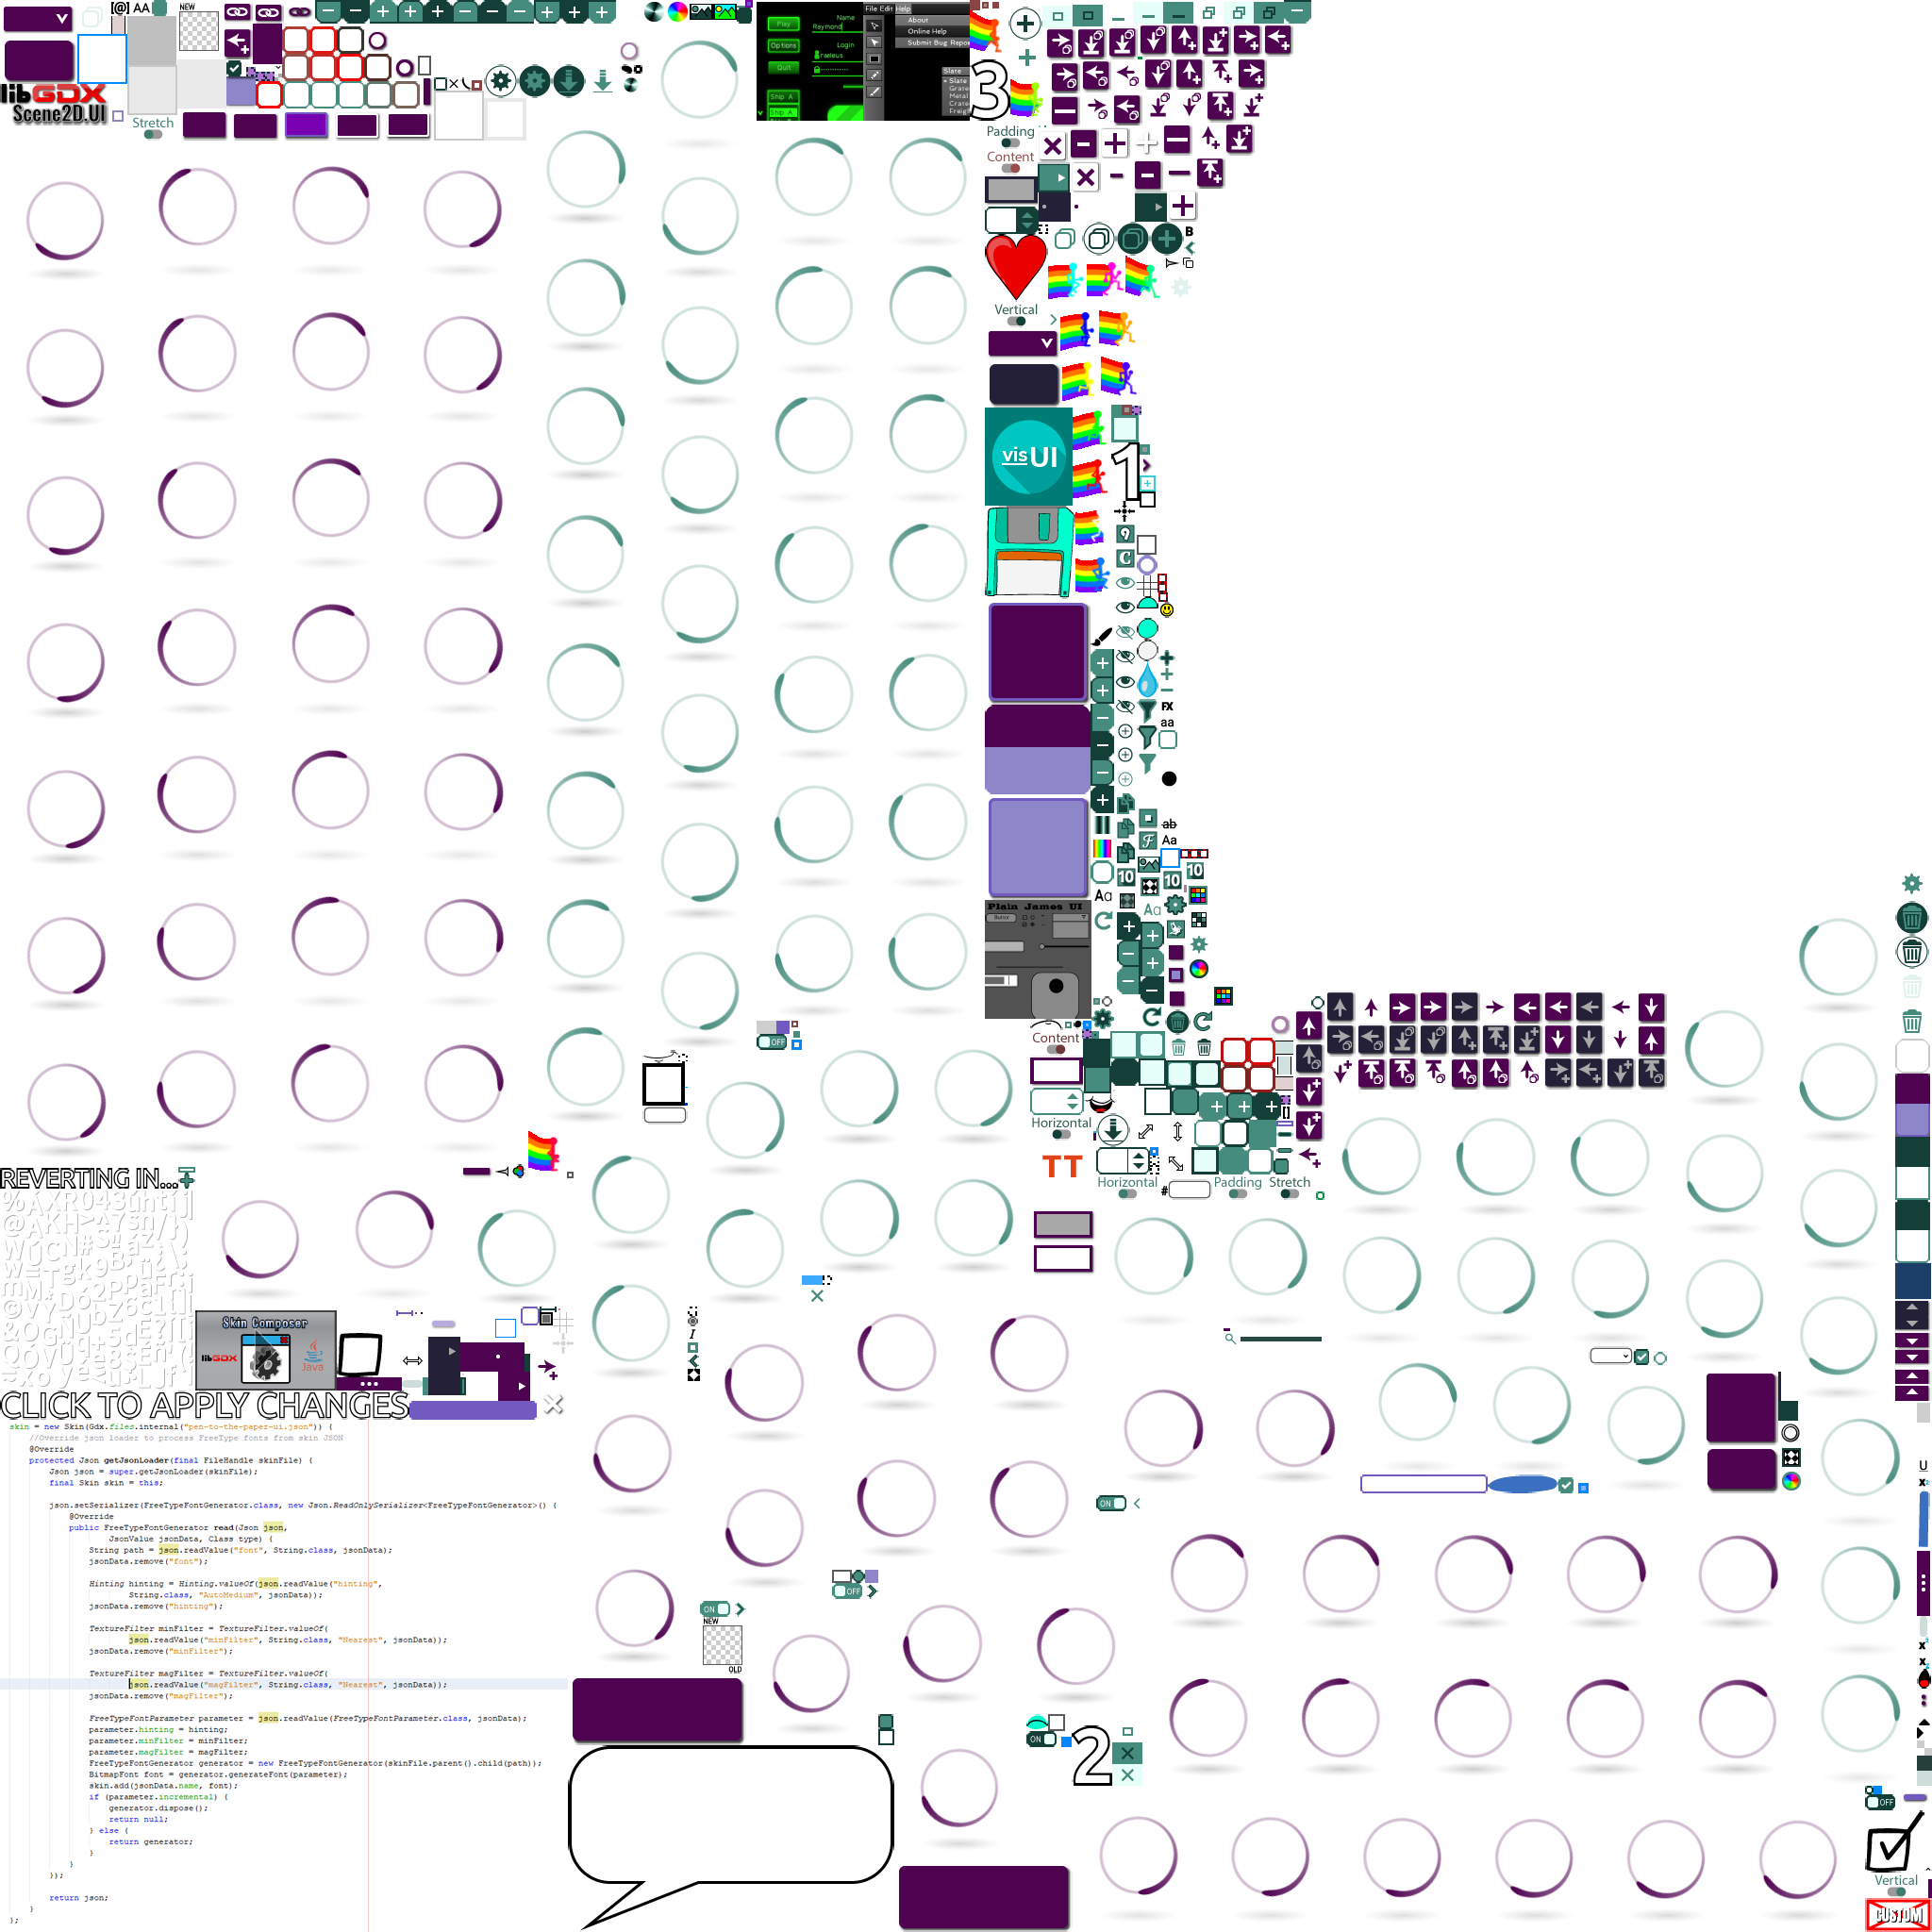 [@] AA
NEW
libGDX
Scene2D.UI
Stretch
Play
Options
Quit
Ship A
Ship A
Name
Raymond
Login
raeleus
File Edit Help
About
Online Help
Submit Bug Repo
Slate
Slate
Grate
Metal
Crate
Freig
3
Padding
Content
B
Vertical
vis UI
1
C
FX
aa
ab
Aa
10
10
10
Aa
Aa
Plain James UI
Button
OFF
Content
Horizontal
TT
Horizontal
#
Padding
Stretch
REVERTING IN...
%ÁXR043úntíj|
Skin Composer
libGDX
Java
I
CLICK TO APPLY CHANGES
skin = new Skin(Gdx.files.internal("pen-to-the-paper-ui.json")) {
//Override json loader to process FreeType fonts from skin JSON
@Override
protected Json getJsonLoader(final FileHandle skinFile) {
Json json = super.getJsonLoader(skinFile);
final Skin skin = this;
json.setSerializer(FreeTypeFontGenerator.class, new Json.ReadOnlySerializer<FreeTypeFontGenerator>() {
@Override
public FreeTypeFontGenerator read(Json json,
JsonValue jsonData, Class type) {
String path = json.readValue("font", String.class, jsonData);
jsonData.remove("font");
Hinting hinting = Hinting.valueOf(json.readValue("hinting",
String.class, "AutoMedium", jsonData));
jsonData.remove("hinting");
TextureFilter minFilter = TextureFilter.valueOf(
json.readValue("minFilter", String.class, "Nearest", jsonData));
jsonData.remove("minFilter");
TextureFilter magFilter = TextureFilter.valueOf(
json.readValue("magFilter", String.class, "Nearest", jsonData));
jsonData.remove("magFilter");
FreeTypeFontParameter parameter = json.readValue(FreeTypeFontParameter.class, jsonData);
parameter.hinting = hinting;
parameter.minFilter = minFilter;
parameter.magFilter = magFilter;
FreeTypeFontGenerator generator = new FreeTypeFontGenerator(skinFile.parent().child(path));
BitmapFont font = generator.generateFont(parameter);
skin.add(jsonData.name, font);
if (parameter.incremental) {
generator.dispose();
return null;
} else {
return generator;
}
}
});
return json;
}
};
ON
OFF
ON
NEW
OLD
ON
2
U
OFF
Vertical
CUSTOM